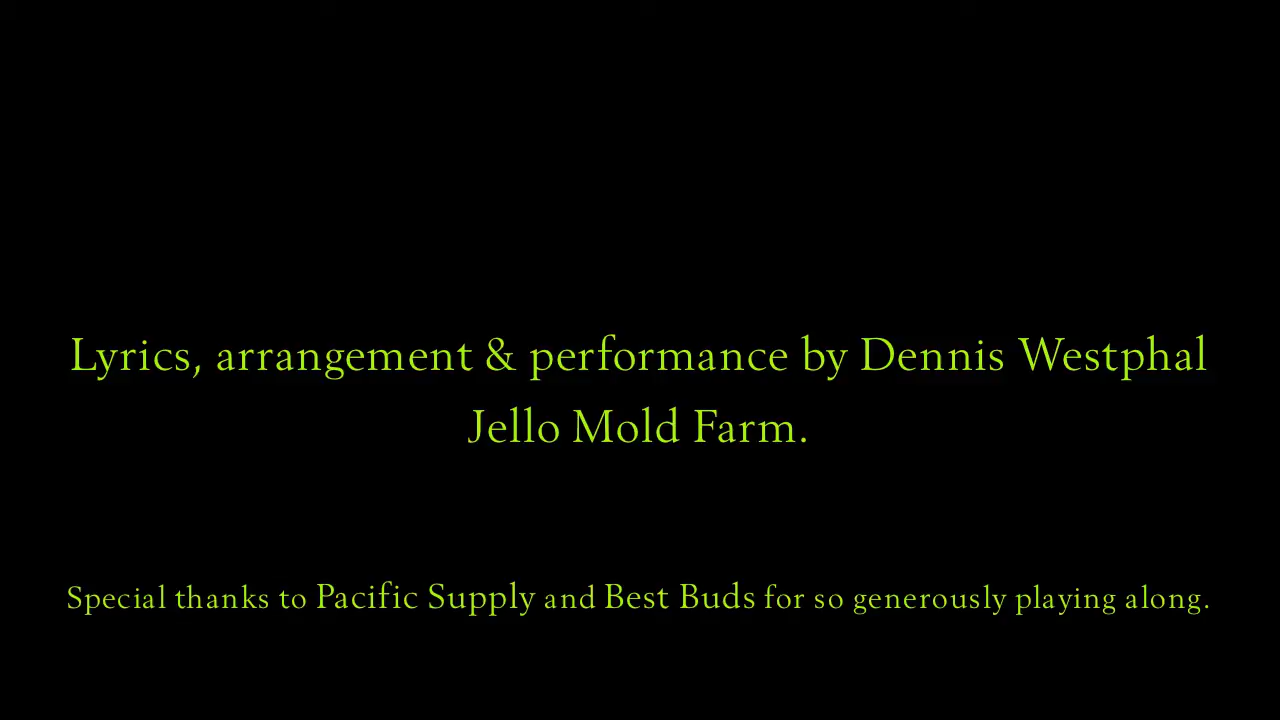 Lyrics, arrangement & performance by Dennis Westphal
Jello Mold Farm.
Special thanks to Pacific Supply and Best Buds for so generously playing along.